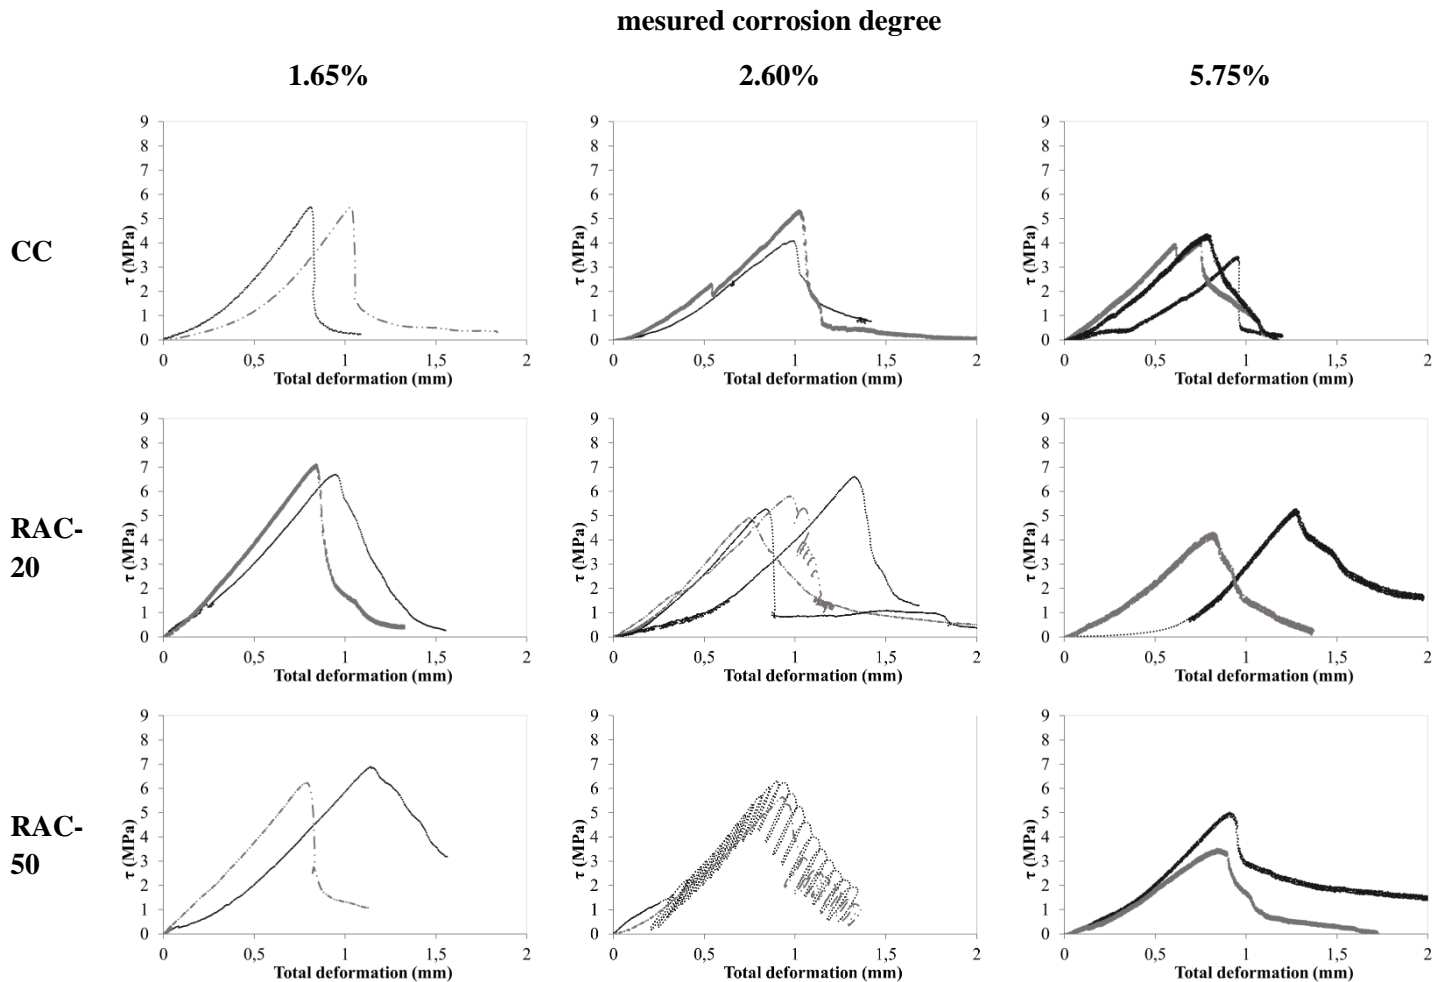 mesured corrosion degree
1.65% 2.60% 5.75%
CC
τ (MPa)
9
8
7
6
5
4
3
2
1
0
0 0,5 1 1,5 2
Total deformation (mm)
τ (MPa)
9
8
7
6
5
4
3
2
1
0
0 0,5 1 1,5 2
Total deformation (mm)
τ (MPa)
9
8
7
6
5
4
3
2
1
0
0 0,5 1 1,5 2
Total deformation (mm)
RAC-
20
τ (MPa)
9
8
7
6
5
4
3
2
1
0
0 0,5 1 1,5 2
Total deformation (mm)
τ (MPa)
9
8
7
6
5
4
3
2
1
0
0 0,5 1 1,5 2
Total deformation (mm)
τ (MPa)
9
8
7
6
5
4
3
2
1
0
0 0,5 1 1,5 2
Total deformation (mm)
RAC-
50
τ (MPa)
9
8
7
6
5
4
3
2
1
0
0 0,5 1 1,5 2
Total deformation (mm)
τ (MPa)
9
8
7
6
5
4
3
2
1
0
0 0,5 1 1,5 2
Total deformation (mm)
τ (MPa)
9
8
7
6
5
4
3
2
1
0
0 0,5 1 1,5 2
Total deformation (mm)